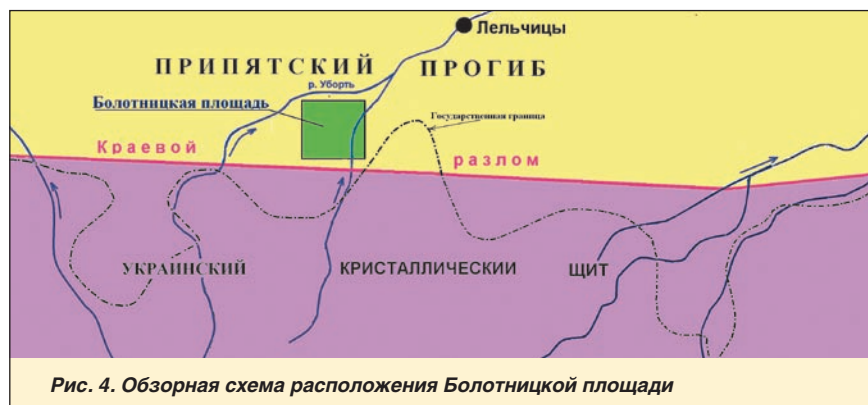 Лельчицы
ПРИПЯТСКИЙ ПРОГИБ
р. Уборть
Болотницкая площадь
Государственная граница
Краевой разлом
УКРАИНСКИЙ КРИСТАЛЛИЧЕСКИИ ЩИТ
Рис. 4. Обзорная схема расположения Болотницкой площади